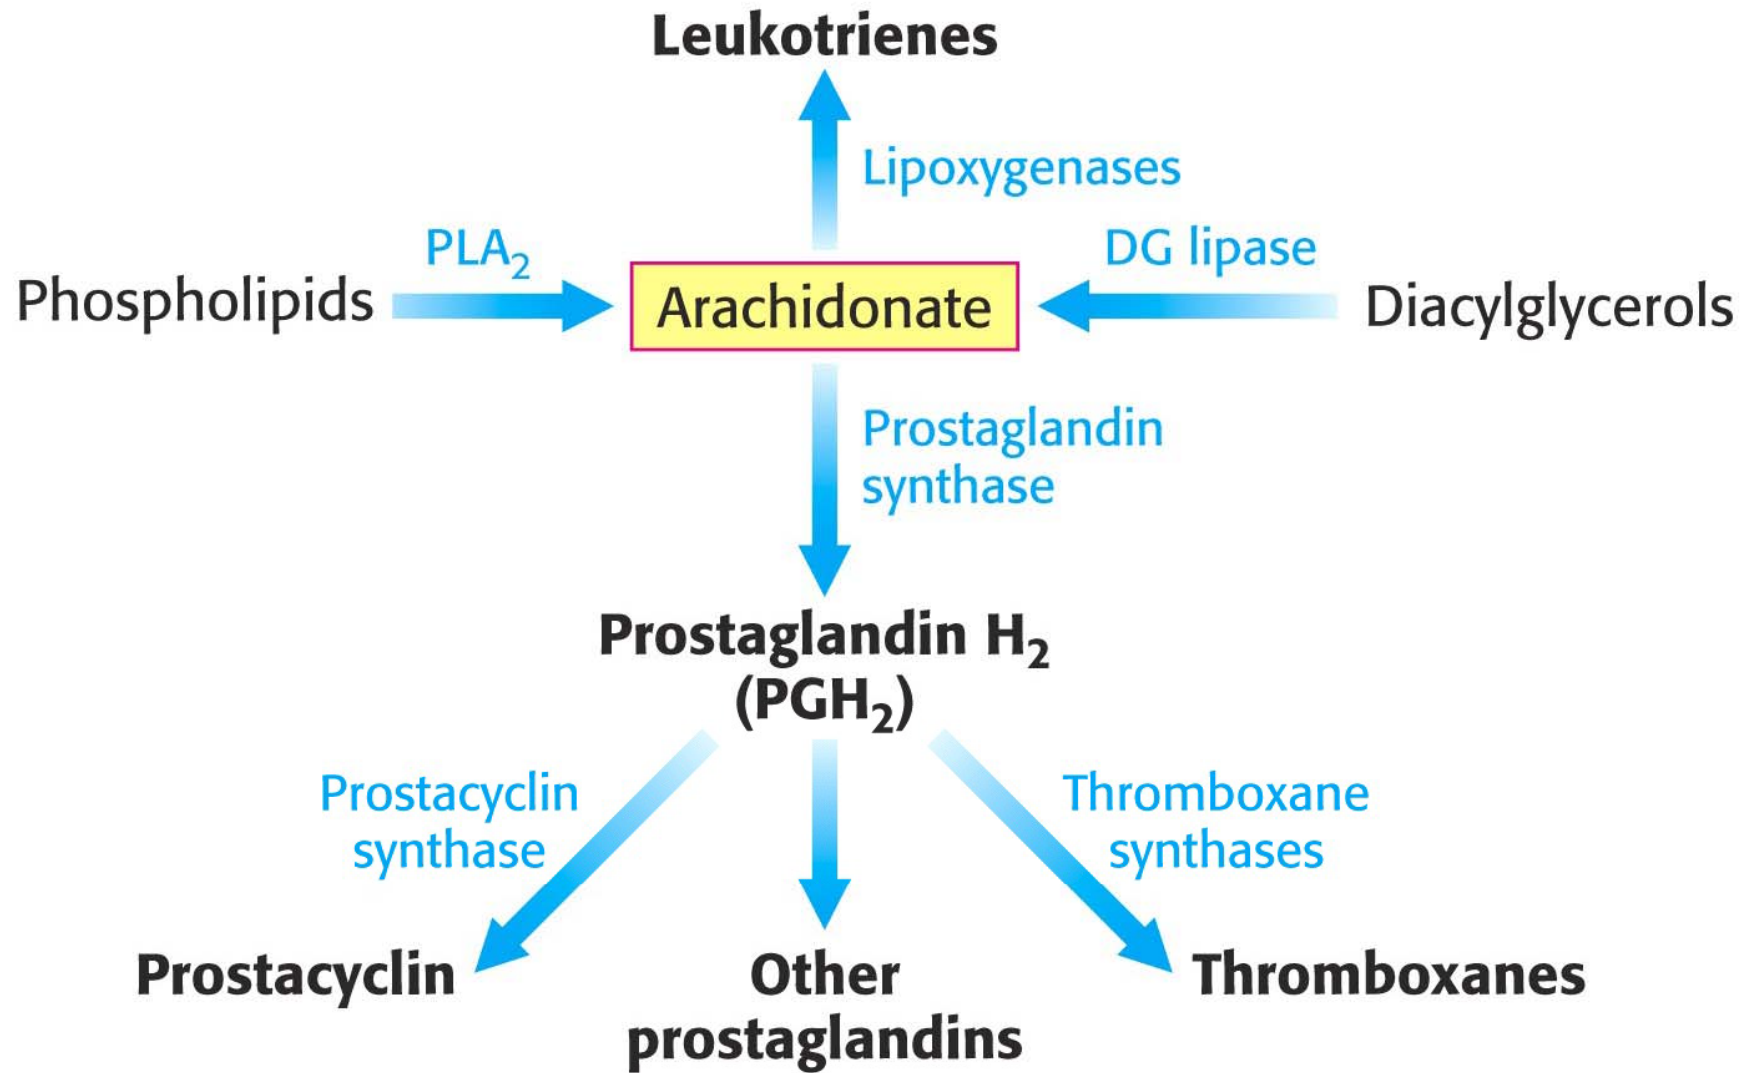 Leukotrienes
Lipoxygenases
PLA₂
DG lipase
Phospholipids
Arachidonate
Diacylglycerols
Prostaglandin
synthase
Prostaglandin H₂
(PGH₂)
Prostacyclin
synthase
Thromboxane
synthases
Prostacyclin
Other
prostaglandins
Thromboxanes